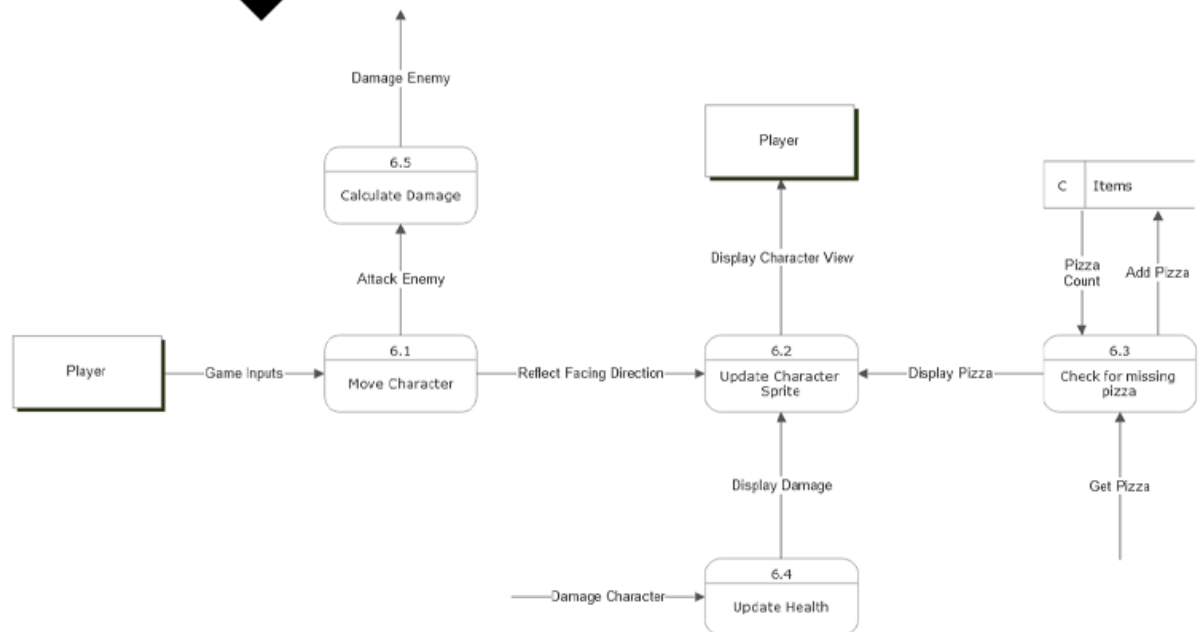 Damage Enemy
6.5
Calculate Damage
Player
C
Items
Attack Enemy
Display Character View
Pizza
Count
Add Pizza
Player
Game Inputs
6.1
Move Character
Reflect Facing Direction
6.2
Update Character
Sprite
Display Pizza
6.3
Check for missing
pizza
Display Damage
Get Pizza
Damage Character
6.4
Update Health